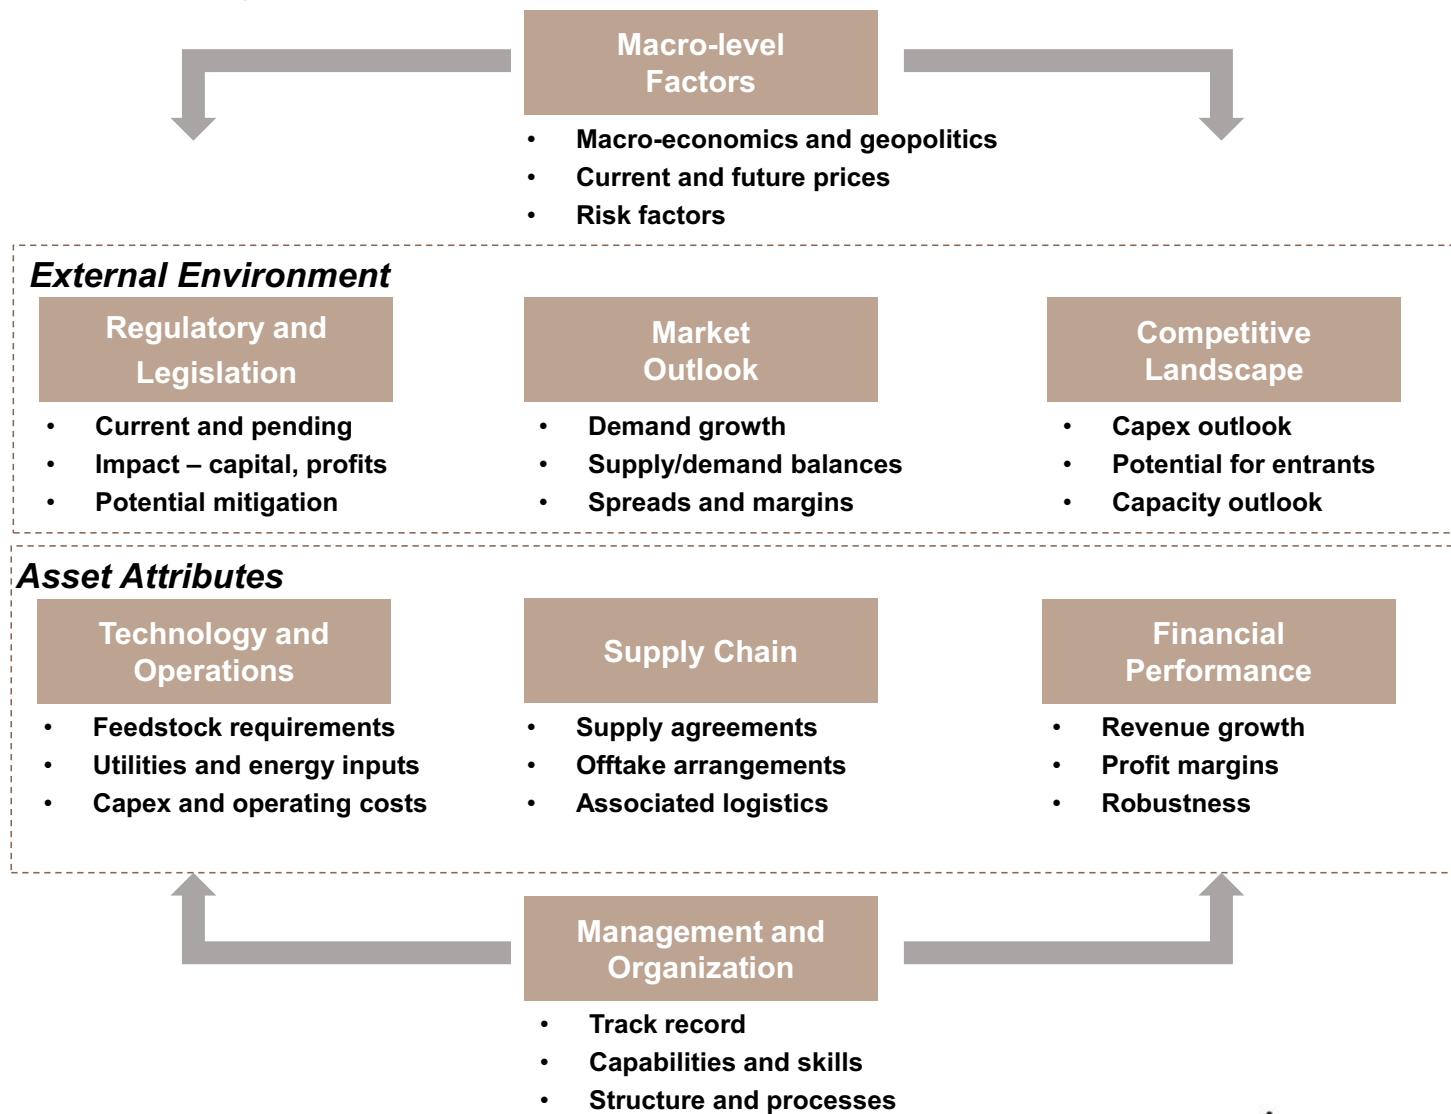 Macro-level
Factors
• Macro-economics and geopolitics
• Current and future prices
• Risk factors
External Environment
Regulatory and
Legislation
• Current and pending
• Impact – capital, profits
• Potential mitigation
Market
Outlook
• Demand growth
• Supply/demand balances
• Spreads and margins
Competitive
Landscape
• Capex outlook
• Potential for entrants
• Capacity outlook
Asset Attributes
Technology and
Operations
• Feedstock requirements
• Utilities and energy inputs
• Capex and operating costs
Supply Chain
• Supply agreements
• Offtake arrangements
• Associated logistics
Financial
Performance
• Revenue growth
• Profit margins
• Robustness
Management and
Organization
• Track record
• Capabilities and skills
• Structure and processes